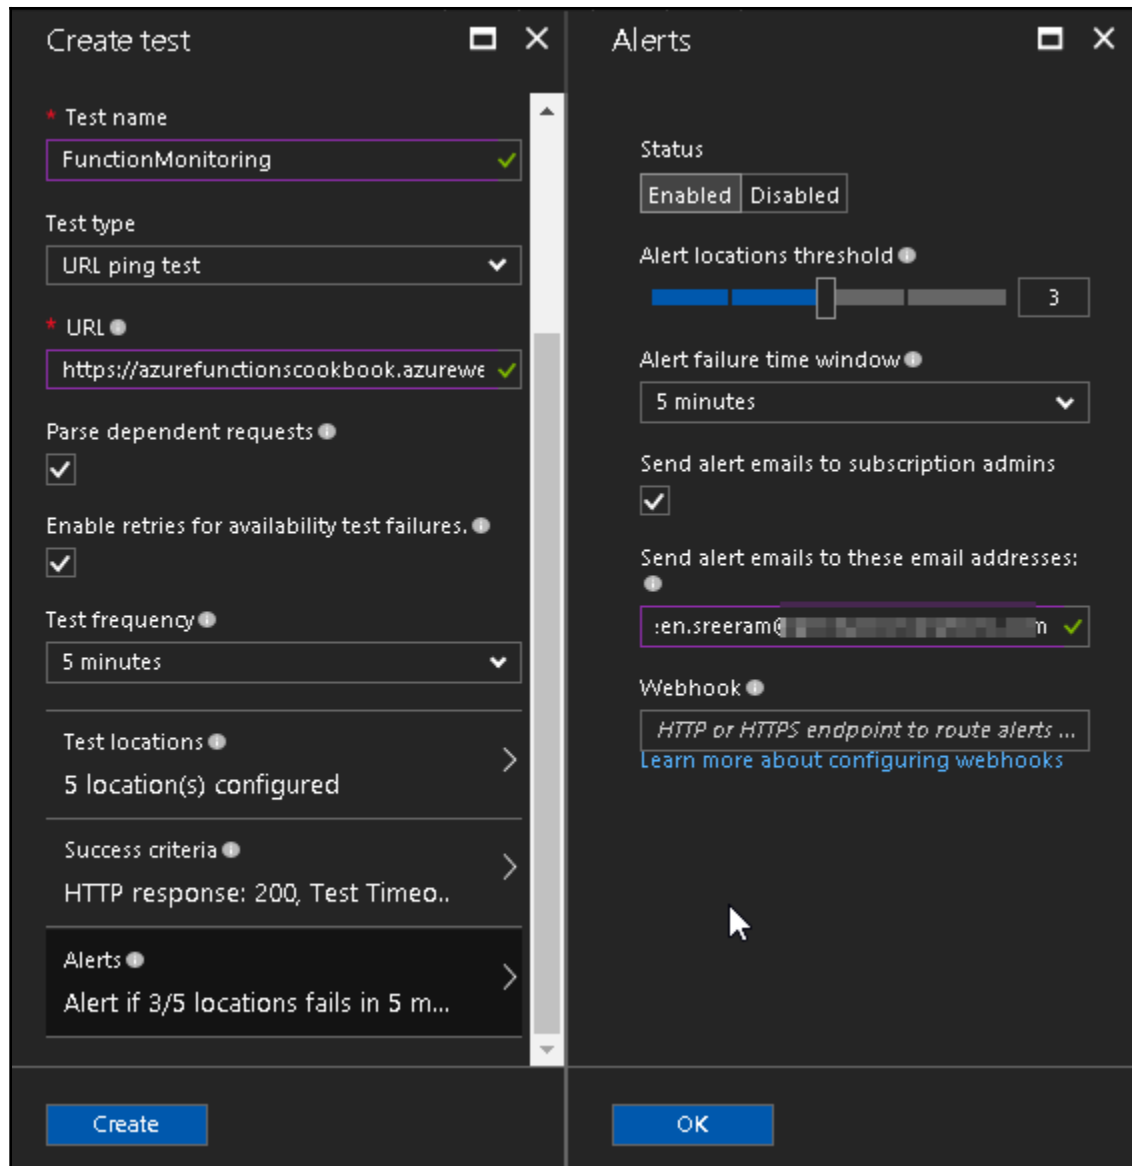 Create test
* Test name
FunctionMonitoring
Test type
URL ping test
* URL
https://azurefunctionscookbook.azurewe
Parse dependent requests
Enable retries for availability test failures.
Test frequency
5 minutes
Test locations
5 location(s) configured
Success criteria
HTTP response: 200, Test Timeo..
Alerts
Alert if 3/5 locations fails in 5 m...
Create
Alerts
Status
Enabled Disabled
Alert locations threshold
3
Alert failure time window
5 minutes
Send alert emails to subscription admins
Send alert emails to these email addresses:
:en.sreeram@
Webhook
HTTP or HTTPS endpoint to route alerts ...
Learn more about configuring webhooks
OK